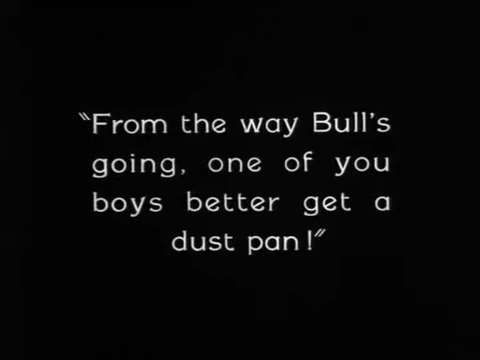 "From the way Bull's
going, one of you
boys better get a
dust pan!"